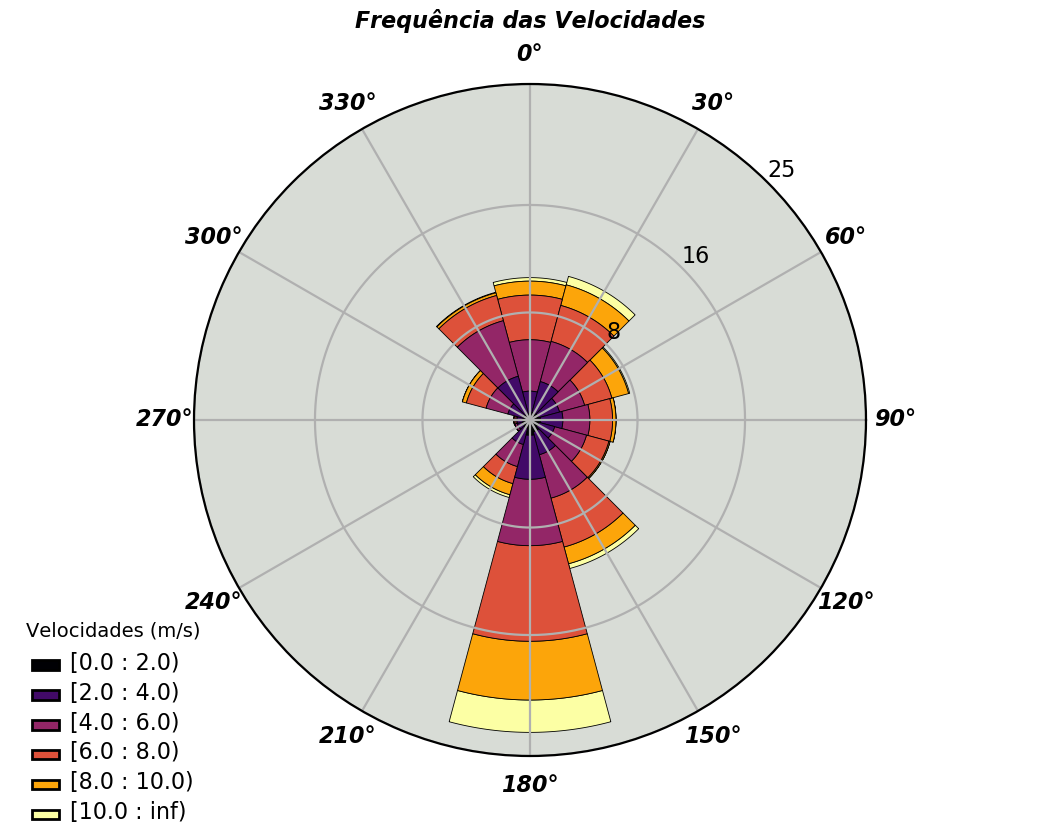 Frequência das Velocidades
0°
330°
30°
25
300°
60°
16
8
270°
90°
240°
120°
210°
150°
180°
Velocidades (m/s)
[0.0 : 2.0)
[2.0 : 4.0)
[4.0 : 6.0)
[6.0 : 8.0)
[8.0 : 10.0)
[10.0 : inf)